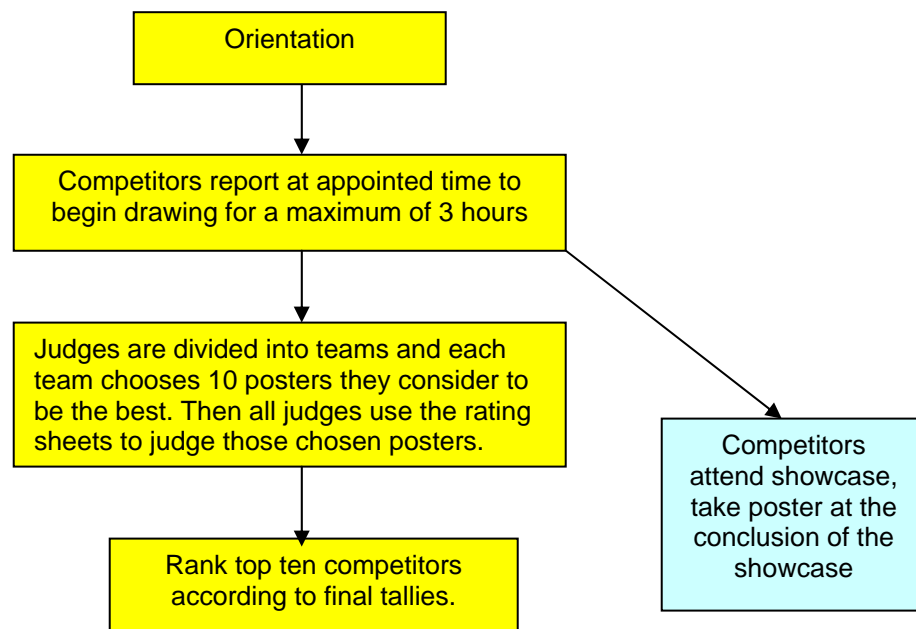 Orientation
Competitors report at appointed time to
begin drawing for a maximum of 3 hours
Judges are divided into teams and each
team chooses 10 posters they consider to
be the best. Then all judges use the rating
sheets to judge those chosen posters.
Competitors
attend showcase,
take poster at the
conclusion of the
showcase
Rank top ten competitors
according to final tallies.